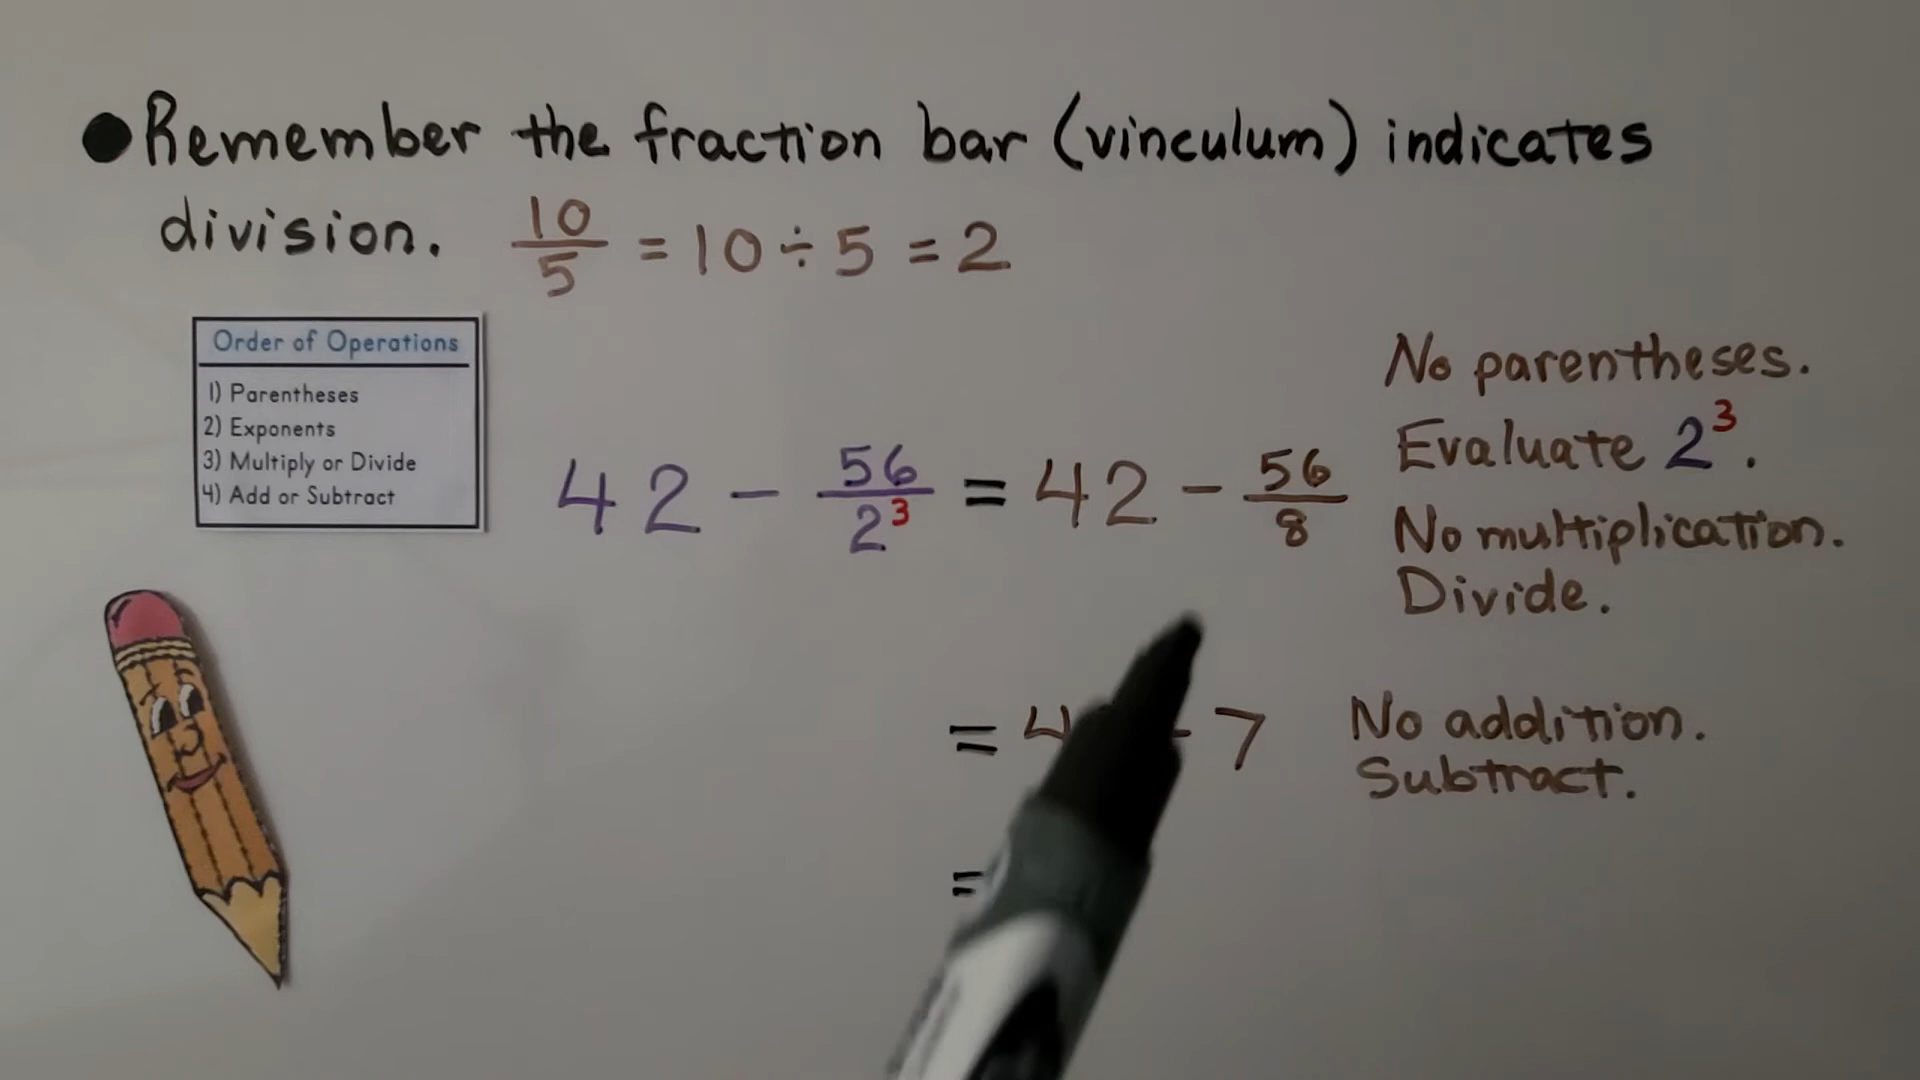 ● Remember the fraction bar (vinculum) indicates
division. 10/5 = 10 ÷ 5 = 2
Order of Operations
1) Parentheses
2) Exponents
3) Multiply or Divide
4) Add or Subtract
42 - 56/2³ = 42 - 56/8
No parentheses.
Evaluate 2³.
No multiplication.
Divide.
= 4 - 7
No addition.
Subtract.
=